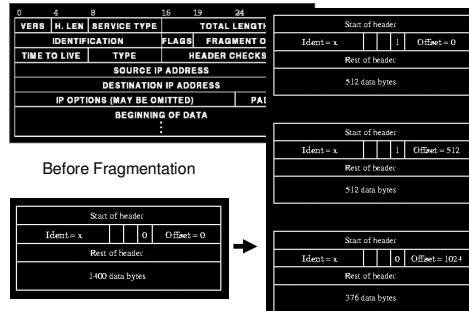 0 4 8 16 19 24
VERS H. LEN SERVICE TYPE TOTAL LENGTH
IDENTIFICATION FLAGS FRAGMENT O
TIME TO LIVE TYPE HEADER CHECKS
SOURCE IP ADDRESS
DESTINATION IP ADDRESS
IP OPTIONS (MAY BE OMITTED) PAD
BEGINNING OF DATA
Before Fragmentation
Start of header
Ident = x 0 Offset = 0
Rest of header
1400 data bytes
Start of header
Ident = x 1 Offset = 0
Rest of header
512 data bytes
Start of header
Ident = x 1 Offset = 512
Rest of header
512 data bytes
Start of header
Ident = x 0 Offset = 1024
Rest of header
376 data bytes